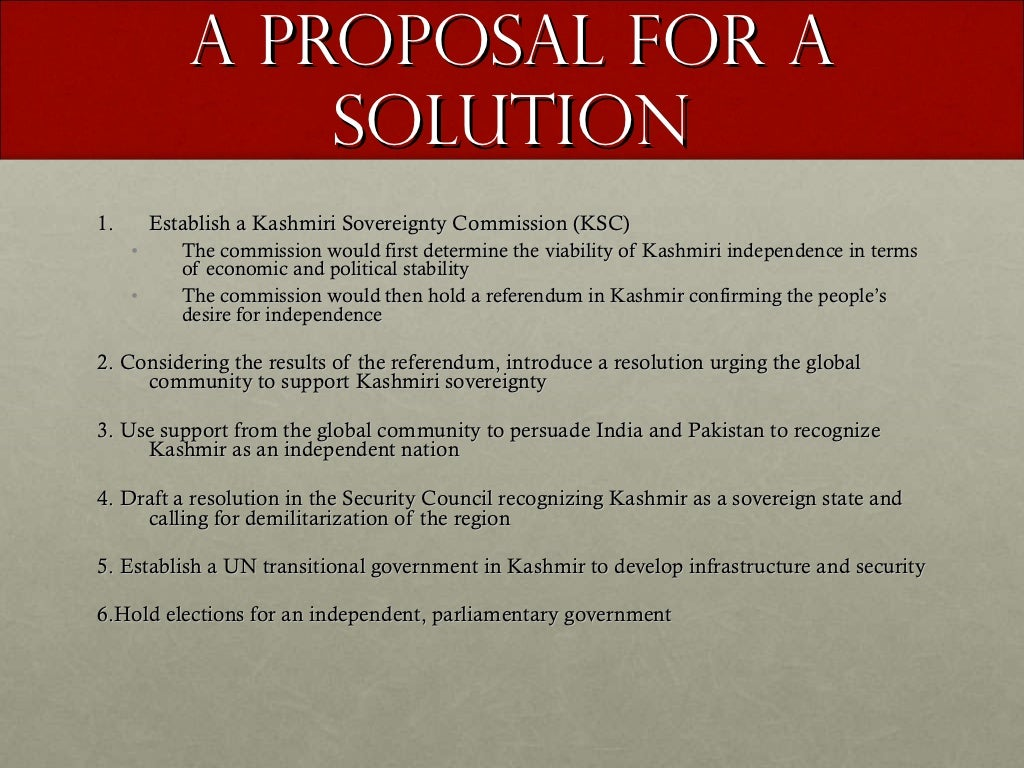 A PROPOSAL FOR A
SOLUTION
1. Establish a Kashmiri Sovereignty Commission (KSC)
• The commission would first determine the viability of Kashmiri independence in terms
of economic and political stability
• The commission would then hold a referendum in Kashmir confirming the people's
desire for independence
2. Considering the results of the referendum, introduce a resolution urging the global
community to support Kashmiri sovereignty
3. Use support from the global community to persuade India and Pakistan to recognize
Kashmir as an independent nation
4. Draft a resolution in the Security Council recognizing Kashmir as a sovereign state and
calling for demilitarization of the region
5. Establish a UN transitional government in Kashmir to develop infrastructure and security
6.Hold elections for an independent, parliamentary government